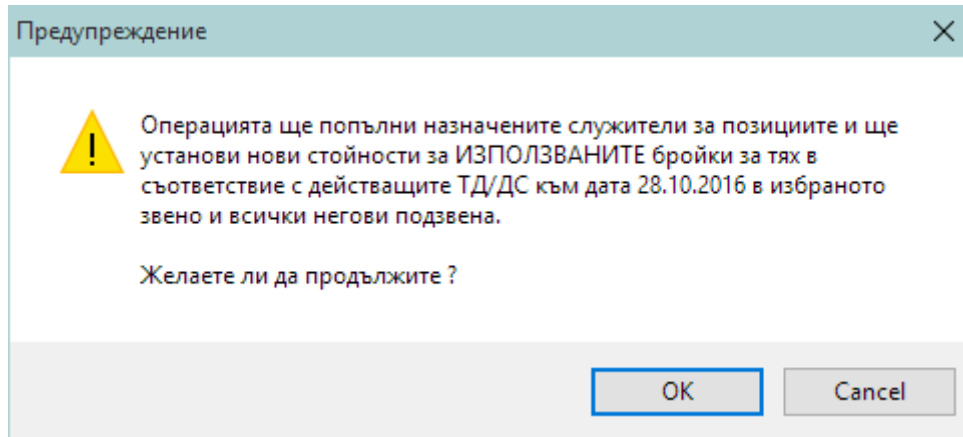 Предупреждение
Операцията ще попълни назначените служители за позициите и ще
установи нови стойности за ИЗПОЛЗВАНИТЕ бройки за тях в
съответствие с действащите ТД/ДС към дата 28.10.2016 в избраното
звено и всички негови подзвена.
Желаете ли да продължите ?
OK
Cancel